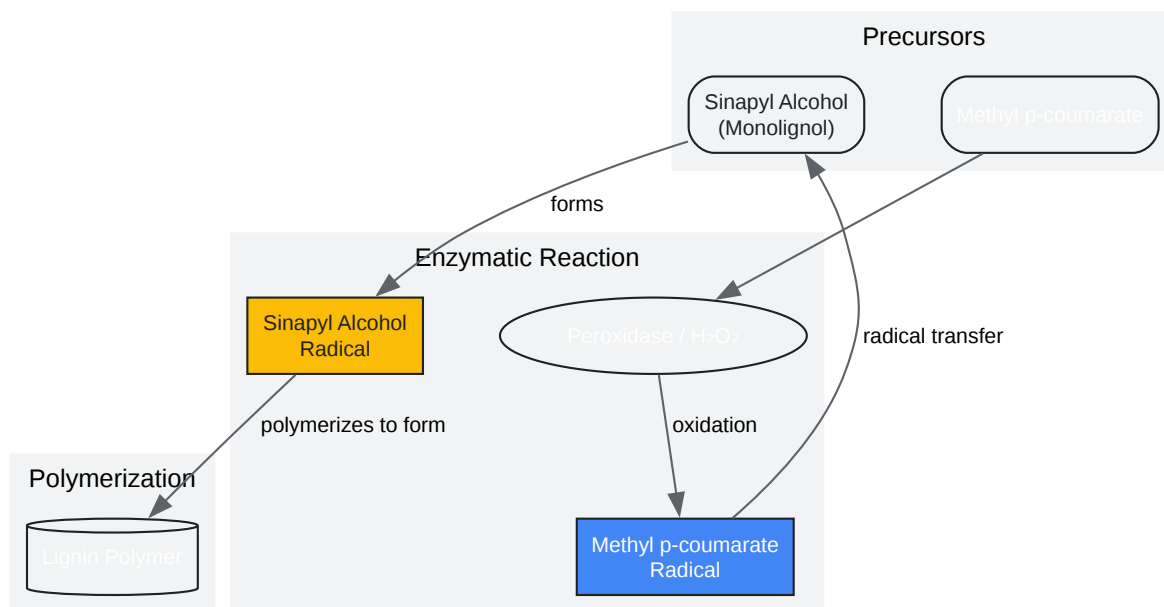 Precursors
Sinapyl Alcohol
(Monolignol)
Methyl p-coumarate
forms
Enzymatic Reaction
Sinapyl Alcohol
Radical
Peroxidase / H₂O₂
radical transfer
polymerizes to form
oxidation
Polymerization
Lignin Polymer
Methyl p-coumarate
Radical